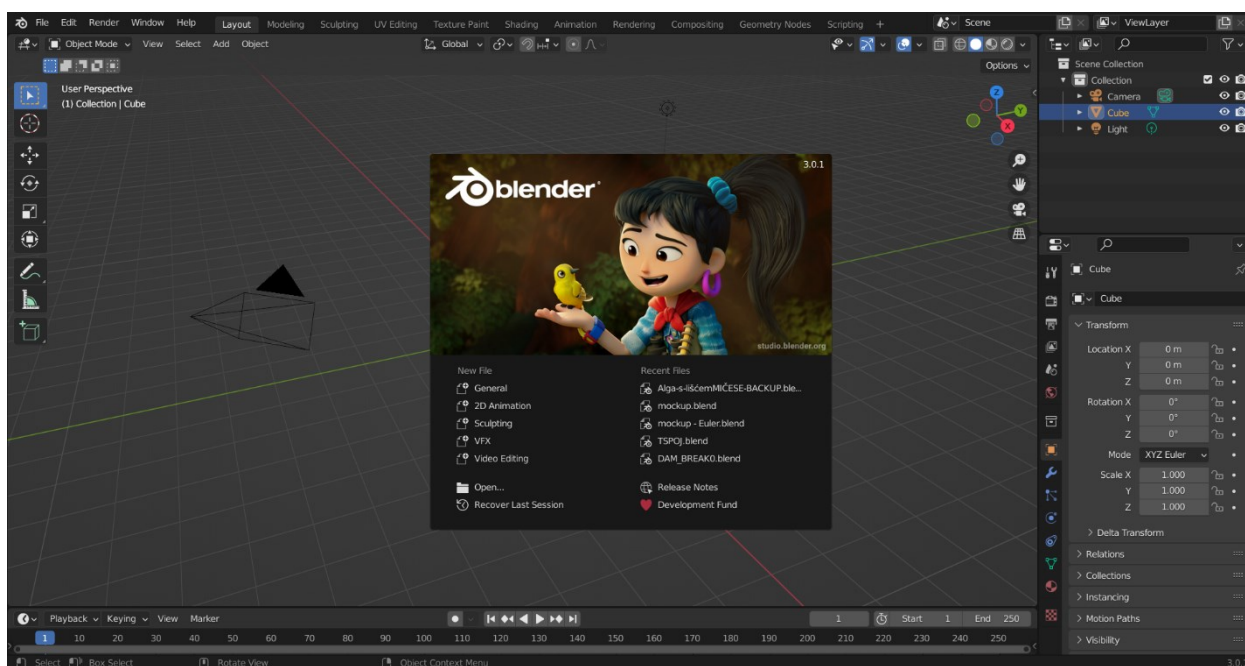 File Edit Render Window Help Layout Modeling Sculpting UV Editing Texture Paint Shading Animation Rendering Compositing Geometry Nodes Scripting + Scene ViewLayer
Object Mode View Select Add Object Global
Options
User Perspective
(1) Collection | Cube
Z
Y
X
Scene Collection
Collection
Camera
Cube
Light
3.0.1
blender
studio.blender.org
New File
General
2D Animation
Sculpting
VFX
Video Editing
Open...
Recover Last Session
Recent Files
Alga-s-lišćemMIČESE-BACKUP.ble...
mockup.blend
mockup - Euler.blend
TSPOJ.blend
DAM_BREAK0.blend
Release Notes
Development Fund
Cube
Cube
Transform
Location X 0 m
Y 0 m
Z 0 m
Rotation X 0°
Y 0°
Z 0°
Mode XYZ Euler
Scale X 1.000
Y 1.000
Z 1.000
Delta Transform
Relations
Collections
Instancing
Motion Paths
Visibility
Playback Keying View Marker 1 Start 1 End 250
1 10 20 30 40 50 60 70 80 90 100 110 120 130 140 150 160 170 180 190 200 210 220 230 240 250
Select Box Select Rotate View Object Context Menu 3.0